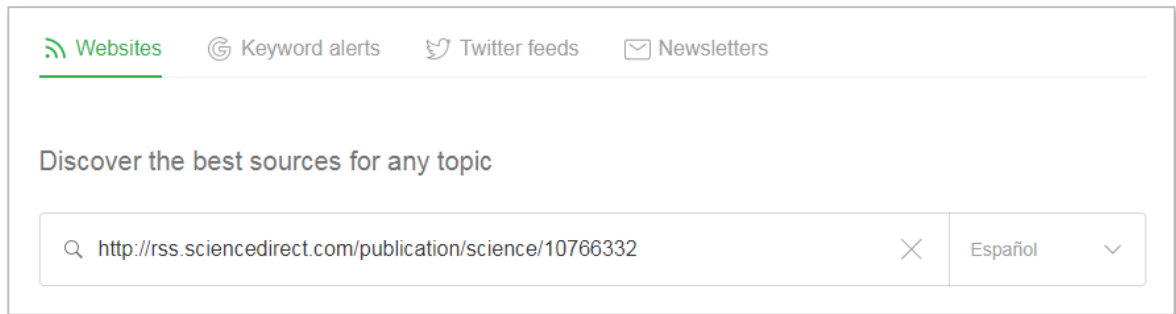 Websites Keyword alerts Twitter feeds Newsletters
Discover the best sources for any topic
http://rss.sciencedirect.com/publication/science/10766332 Español